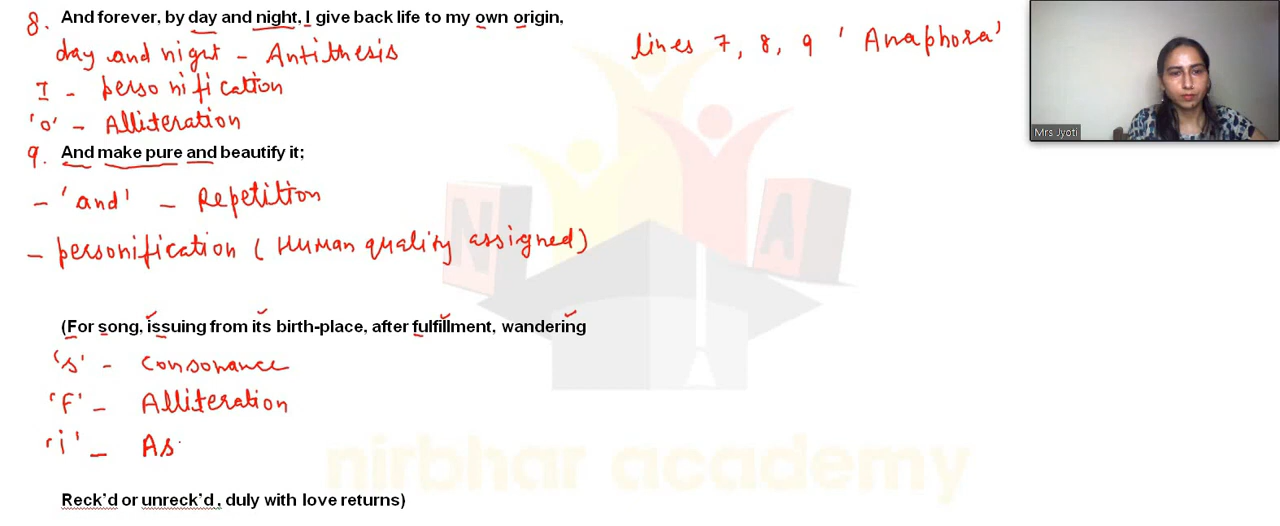 8. And forever, by day and night, I give back life to my own origin,
lines 7, 8, 9 ' Anaphora'
day and night - Antithesis
I - personification
'o' - Alliteration
Mrs Jyoti
9. And make pure and beautify it;
- 'and' - Repetition
- personification ( Human quality assigned)
N A
(For song, issuing from its birth-place, after fulfillment, wandering
's' - Consonance
'F' - Alliteration
'i' - As
nirbhar academy
Reck'd or unreck'd, duly with love returns)